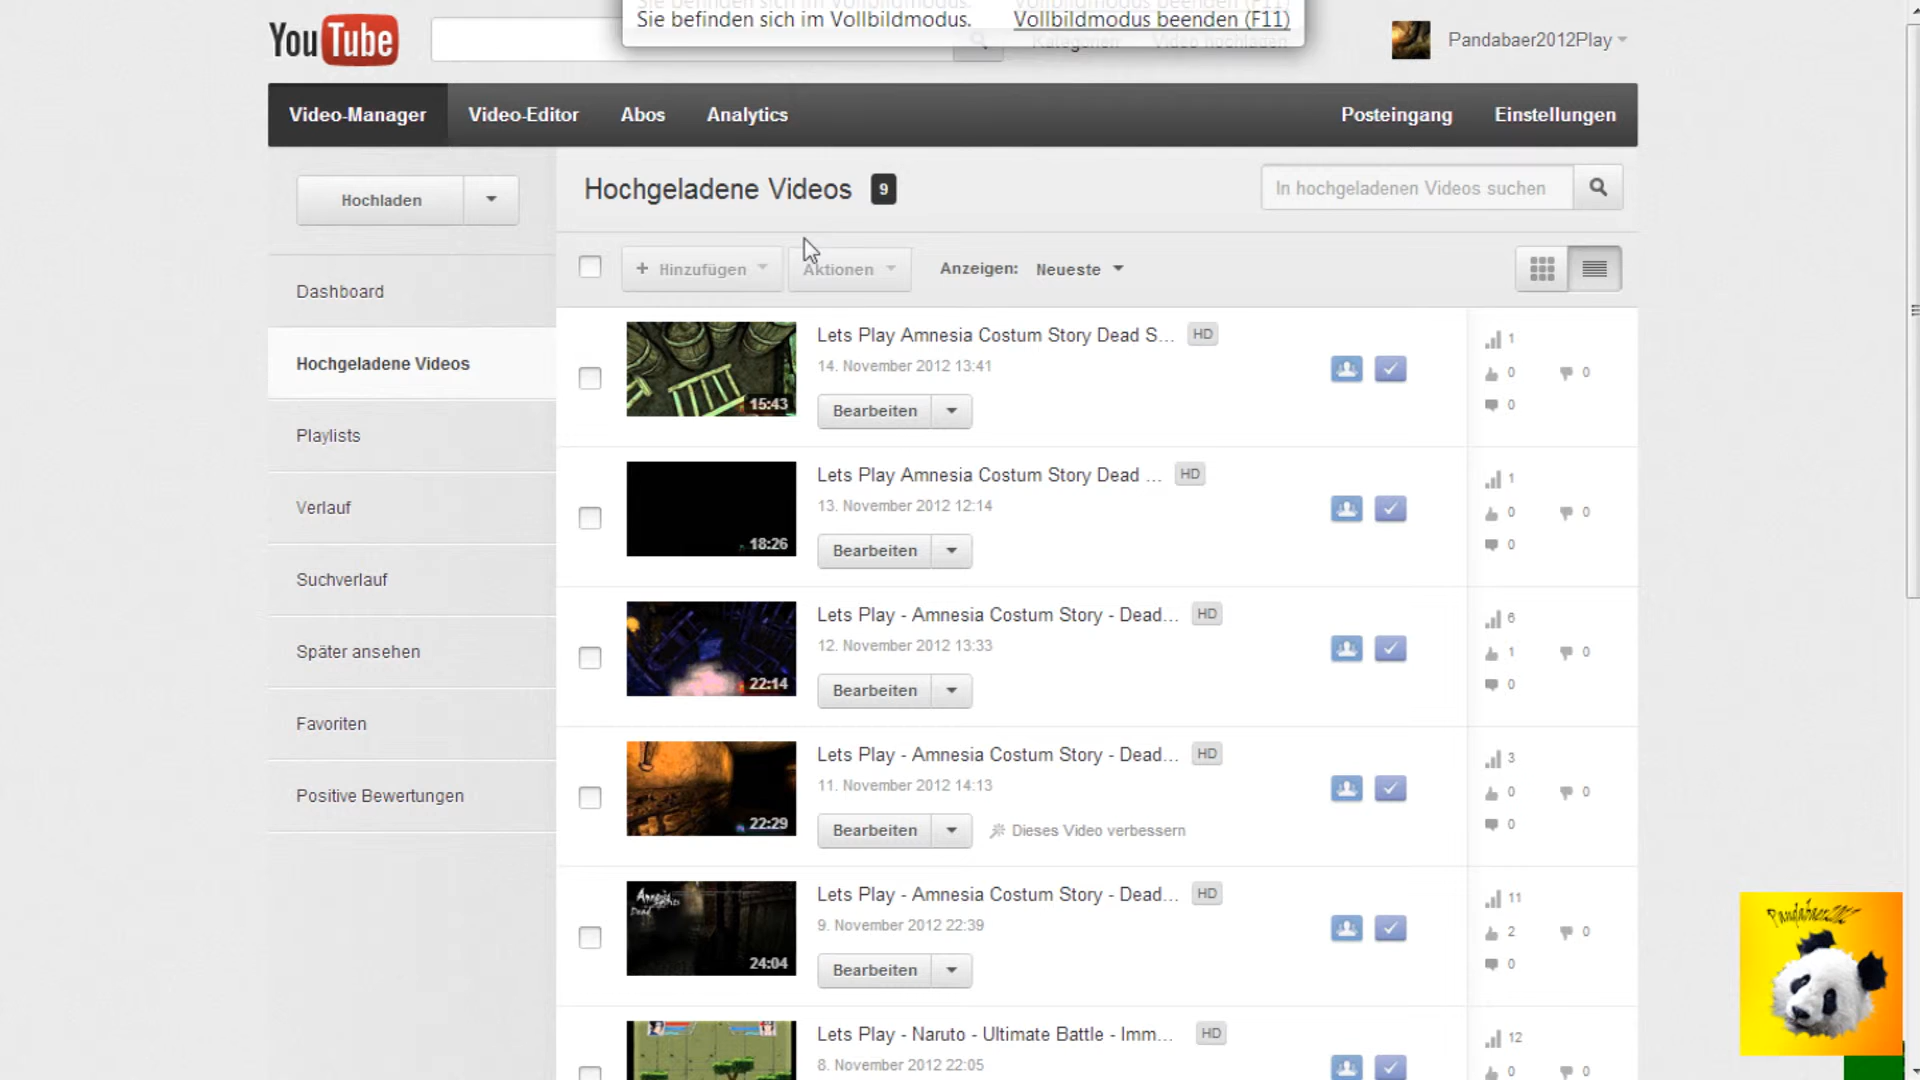 Sie befinden sich im Vollbildmodus. Vollbildmodus beenden (F11)
YouTube
Kategorien Video hochladen
Pandabaer2012Play
Video-Manager Video-Editor Abos Analytics Posteingang Einstellungen
Hochladen
Hochgeladene Videos 9
In hochgeladenen Videos suchen
+ Hinzufügen Aktionen Anzeigen: Neueste
Dashboard
Hochgeladene Videos
Playlists
Verlauf
Suchverlauf
Später ansehen
Favoriten
Positive Bewertungen
Lets Play Amnesia Costum Story Dead S... HD
14. November 2012 13:41
15:43
Bearbeiten
1
0 0
0
Lets Play Amnesia Costum Story Dead ... HD
13. November 2012 12:14
18:26
Bearbeiten
1
0 0
0
Lets Play - Amnesia Costum Story - Dead... HD
12. November 2012 13:33
22:14
Bearbeiten
6
1 0
0
Lets Play - Amnesia Costum Story - Dead... HD
11. November 2012 14:13
22:29
Bearbeiten Dieses Video verbessern
3
0 0
0
Lets Play - Amnesia Costum Story - Dead... HD
9. November 2012 22:39
24:04
Bearbeiten
11
2 0
0
Lets Play - Naruto - Ultimate Battle - Imm... HD
8. November 2012 22:05
12
0 0
Pandabaer2012